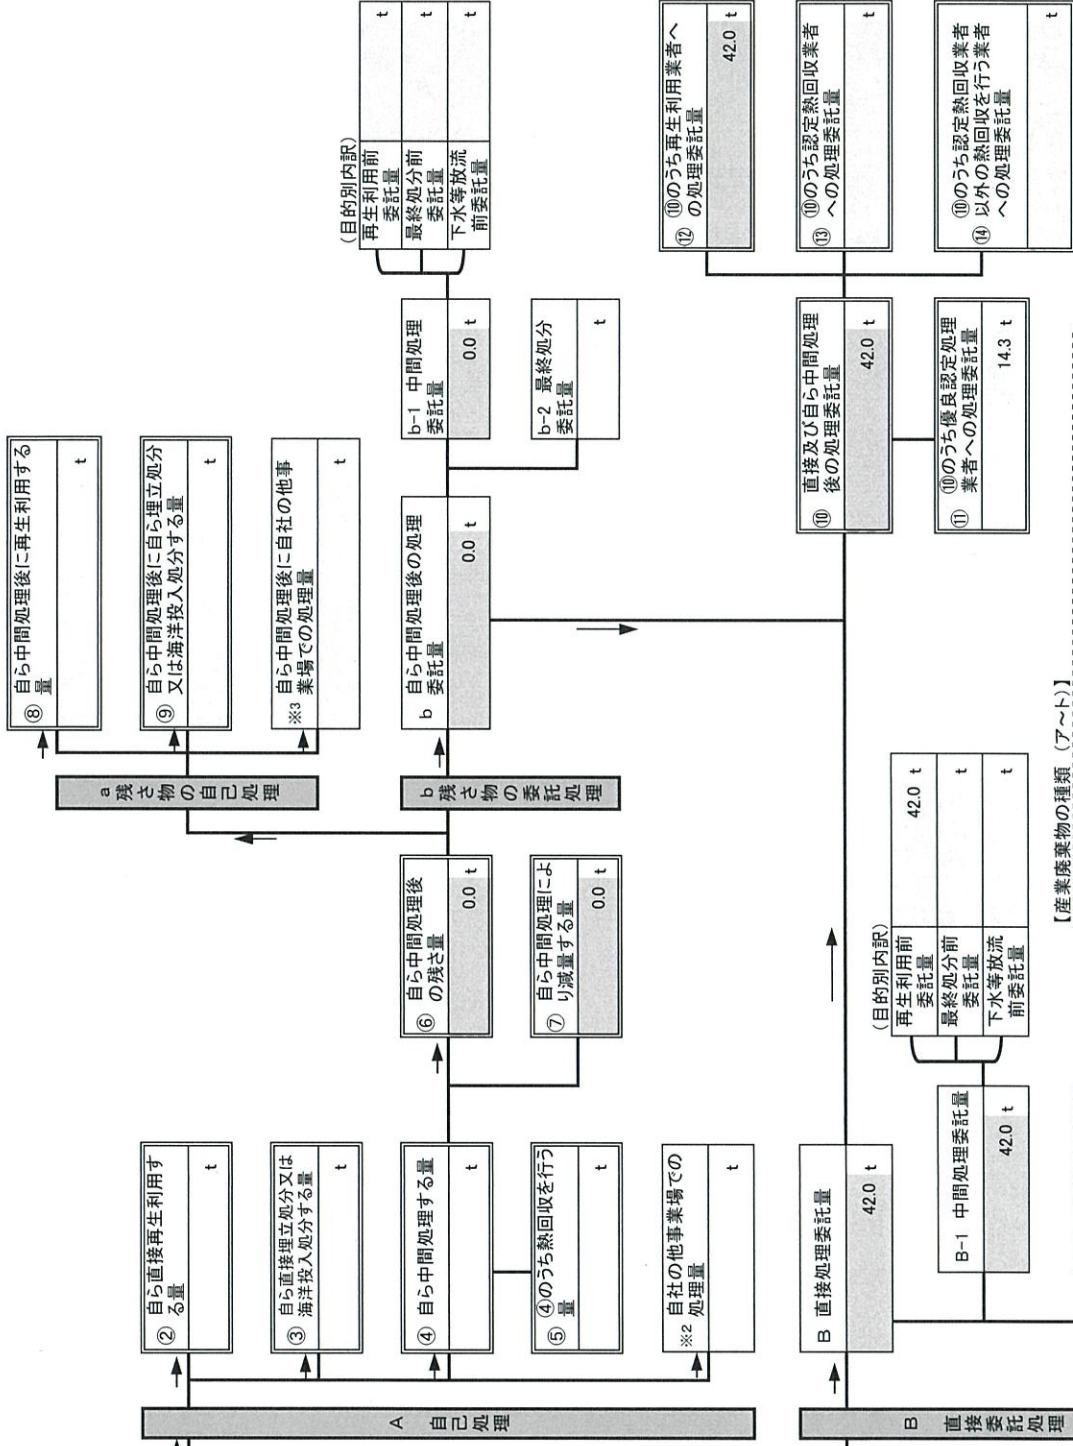 A 自己処理
② 自ら直接再生利用す
る量
t
③ 自ら直接埋立処分又は
海洋投入処分する量
t
④ 自ら中間処理する量
t
⑤ ④のうち熱回収を行う
量
t
※2 自社の他事業場での
処理量
t
⑥ 自ら中間処理後
の残さ量
0.0 t
⑦ 自ら中間処理によ
り減量する量
0.0 t
a 残さ物の自己処理
⑧ 自ら中間処理後に再生利用する
量
t
⑨ 自ら中間処理後に自ら埋立処分
又は海洋投入処分する量
t
※3 自ら中間処理後に自社の他事
業場での処理量
t
b 残さ物の委託処理
b 自ら中間処理後の処理
委託量
0.0 t
b-1 中間処理
委託量
0.0 t
b-2 最終処分
委託量
t
(目的別内訳)
再生利用前
委託量
t
最終処分前
委託量
t
下水等放流
前委託量
t
B 直接委託処理
B 直接処理委託量
42.0 t
B-1 中間処理委託量
42.0 t
(目的別内訳)
再生利用前
委託量
42.0 t
最終処分前
委託量
t
下水等放流
前委託量
t
⑩ 直接及び自ら中間処理
後の処理委託量
42.0 t
⑪ ⑩のうち優良認定処理
業者への処理委託量
14.3 t
⑫ ⑩のうち再生利用業者へ
の処理委託量
42.0 t
⑬ ⑩のうち認定熱回収業者
への処理委託量
t
⑭ ⑩のうち認定熱回収業者
以外の熱回収を行う業者
への処理委託量
t
【産業廃棄物の種類(ア~ト)】